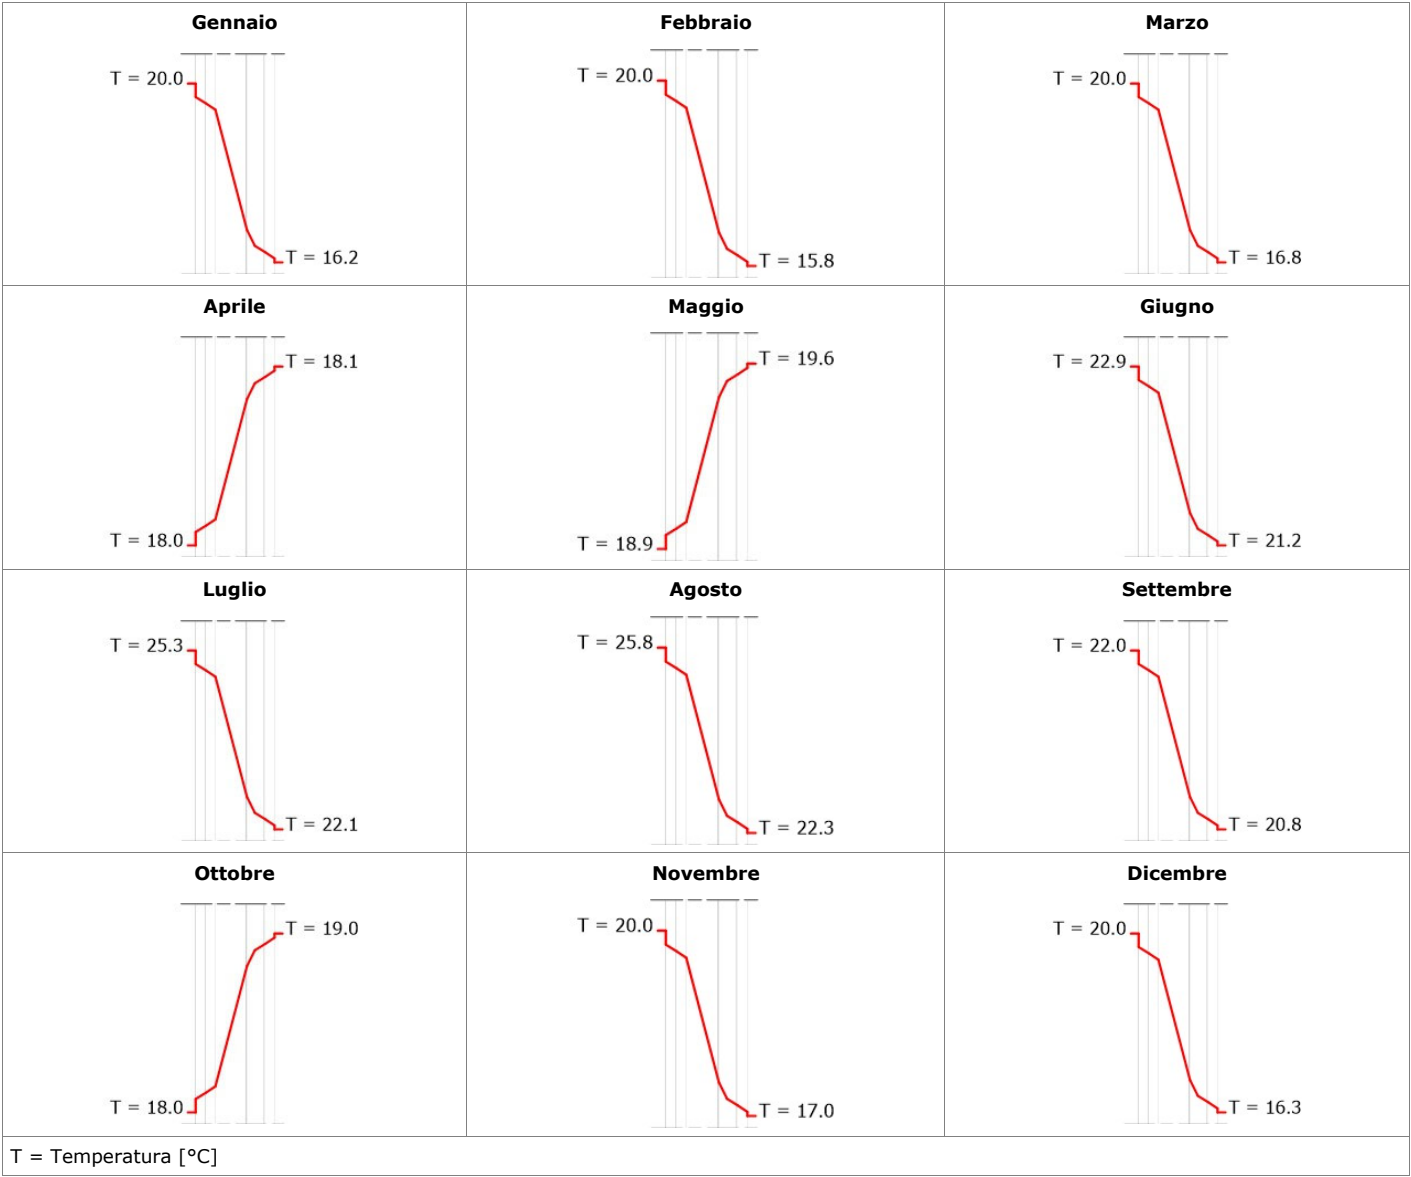 Gennaio
T = 20.0
T = 16.2
Febbraio
T = 20.0
T = 15.8
Marzo
T = 20.0
T = 16.8
Aprile
T = 18.1
T = 18.0
Maggio
T = 19.6
T = 18.9
Giugno
T = 22.9
T = 21.2
Luglio
T = 25.3
T = 22.1
Agosto
T = 25.8
T = 22.3
Settembre
T = 22.0
T = 20.8
Ottobre
T = 19.0
T = 18.0
Novembre
T = 20.0
T = 17.0
Dicembre
T = 20.0
T = 16.3
T = Temperatura [°C]